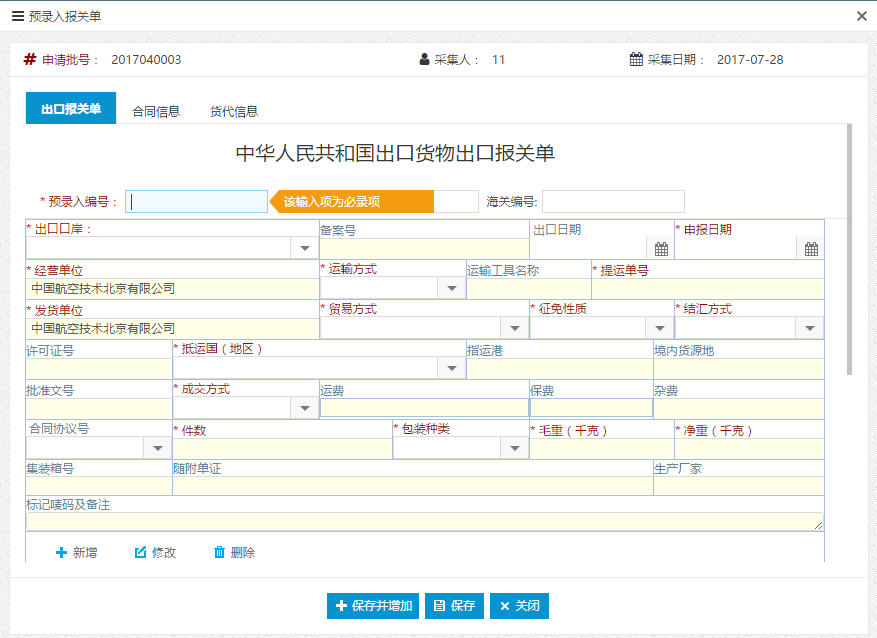 预录入报关单
申请批号： 2017040003 采集人： 11 采集日期： 2017-07-28
出口报关单 合同信息 货代信息
中华人民共和国出口货物出口报关单
* 预录入编号： 该输入项为必录项 海关编号:
* 出口口岸： 备案号 出口日期 * 申报日期
* 经营单位 * 运输方式 运输工具名称 * 提运单号
中国航空技术北京有限公司
* 发货单位 * 贸易方式 * 征免性质 * 结汇方式
中国航空技术北京有限公司
许可证号 * 抵运国（地区） 指运港 境内货源地
批准文号 * 成交方式 运费 保费 杂费
合同协议号 * 件数 * 包装种类 * 毛重（千克） * 净重（千克）
集装箱号 随附单证 生产厂家
标记唛码及备注
新增 修改 删除
保存并增加 保存 关闭